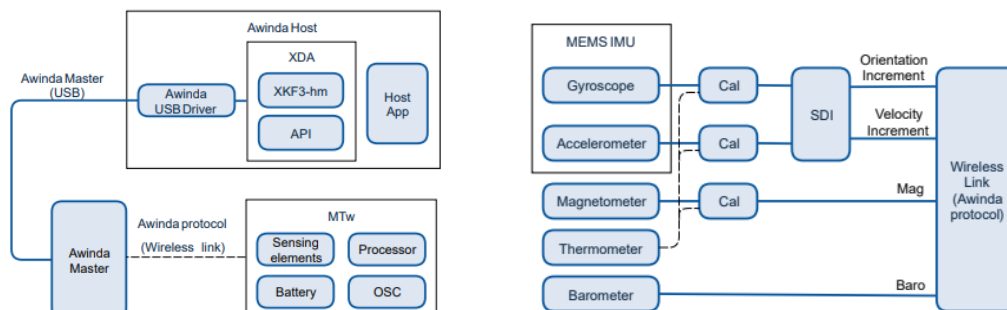 Awinda Host
XDA
Awinda Master
(USB)
Awinda
USB Driver
XKF3-hm
API
Host
App
Awinda
Master
Awinda protocol
(Wireless link)
MTw
Sensing
elements
Processor
Battery
OSC
MEMS IMU
Gyroscope
Cal
Orientation
Increment
SDI
Accelerometer
Cal
Velocity
Increment
Magnetometer
Cal
Mag
Thermometer
Barometer
Baro
Wireless
Link
(Awinda
protocol)